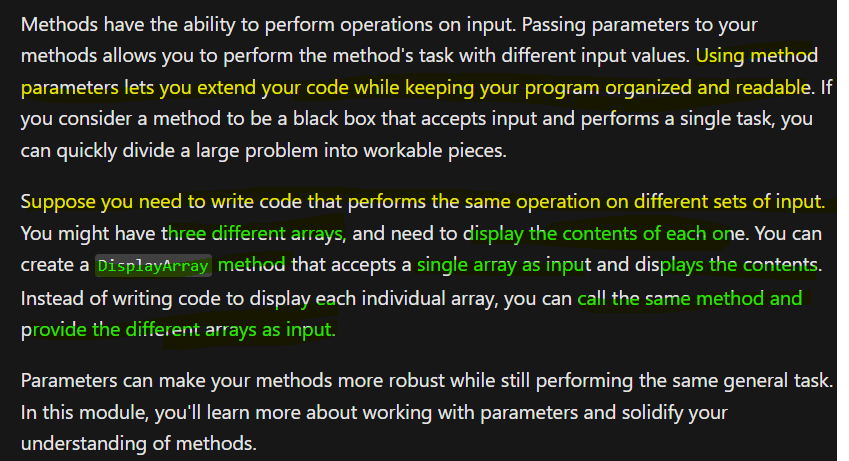 Methods have the ability to perform operations on input. Passing parameters to your
methods allows you to perform the method's task with different input values. Using method
parameters lets you extend your code while keeping your program organized and readable. If
you consider a method to be a black box that accepts input and performs a single task, you
can quickly divide a large problem into workable pieces.
Suppose you need to write code that performs the same operation on different sets of input.
You might have three different arrays, and need to display the contents of each one. You can
create a DisplayArray method that accepts a single array as input and displays the contents.
Instead of writing code to display each individual array, you can call the same method and
provide the different arrays as input.
Parameters can make your methods more robust while still performing the same general task.
In this module, you'll learn more about working with parameters and solidify your
understanding of methods.